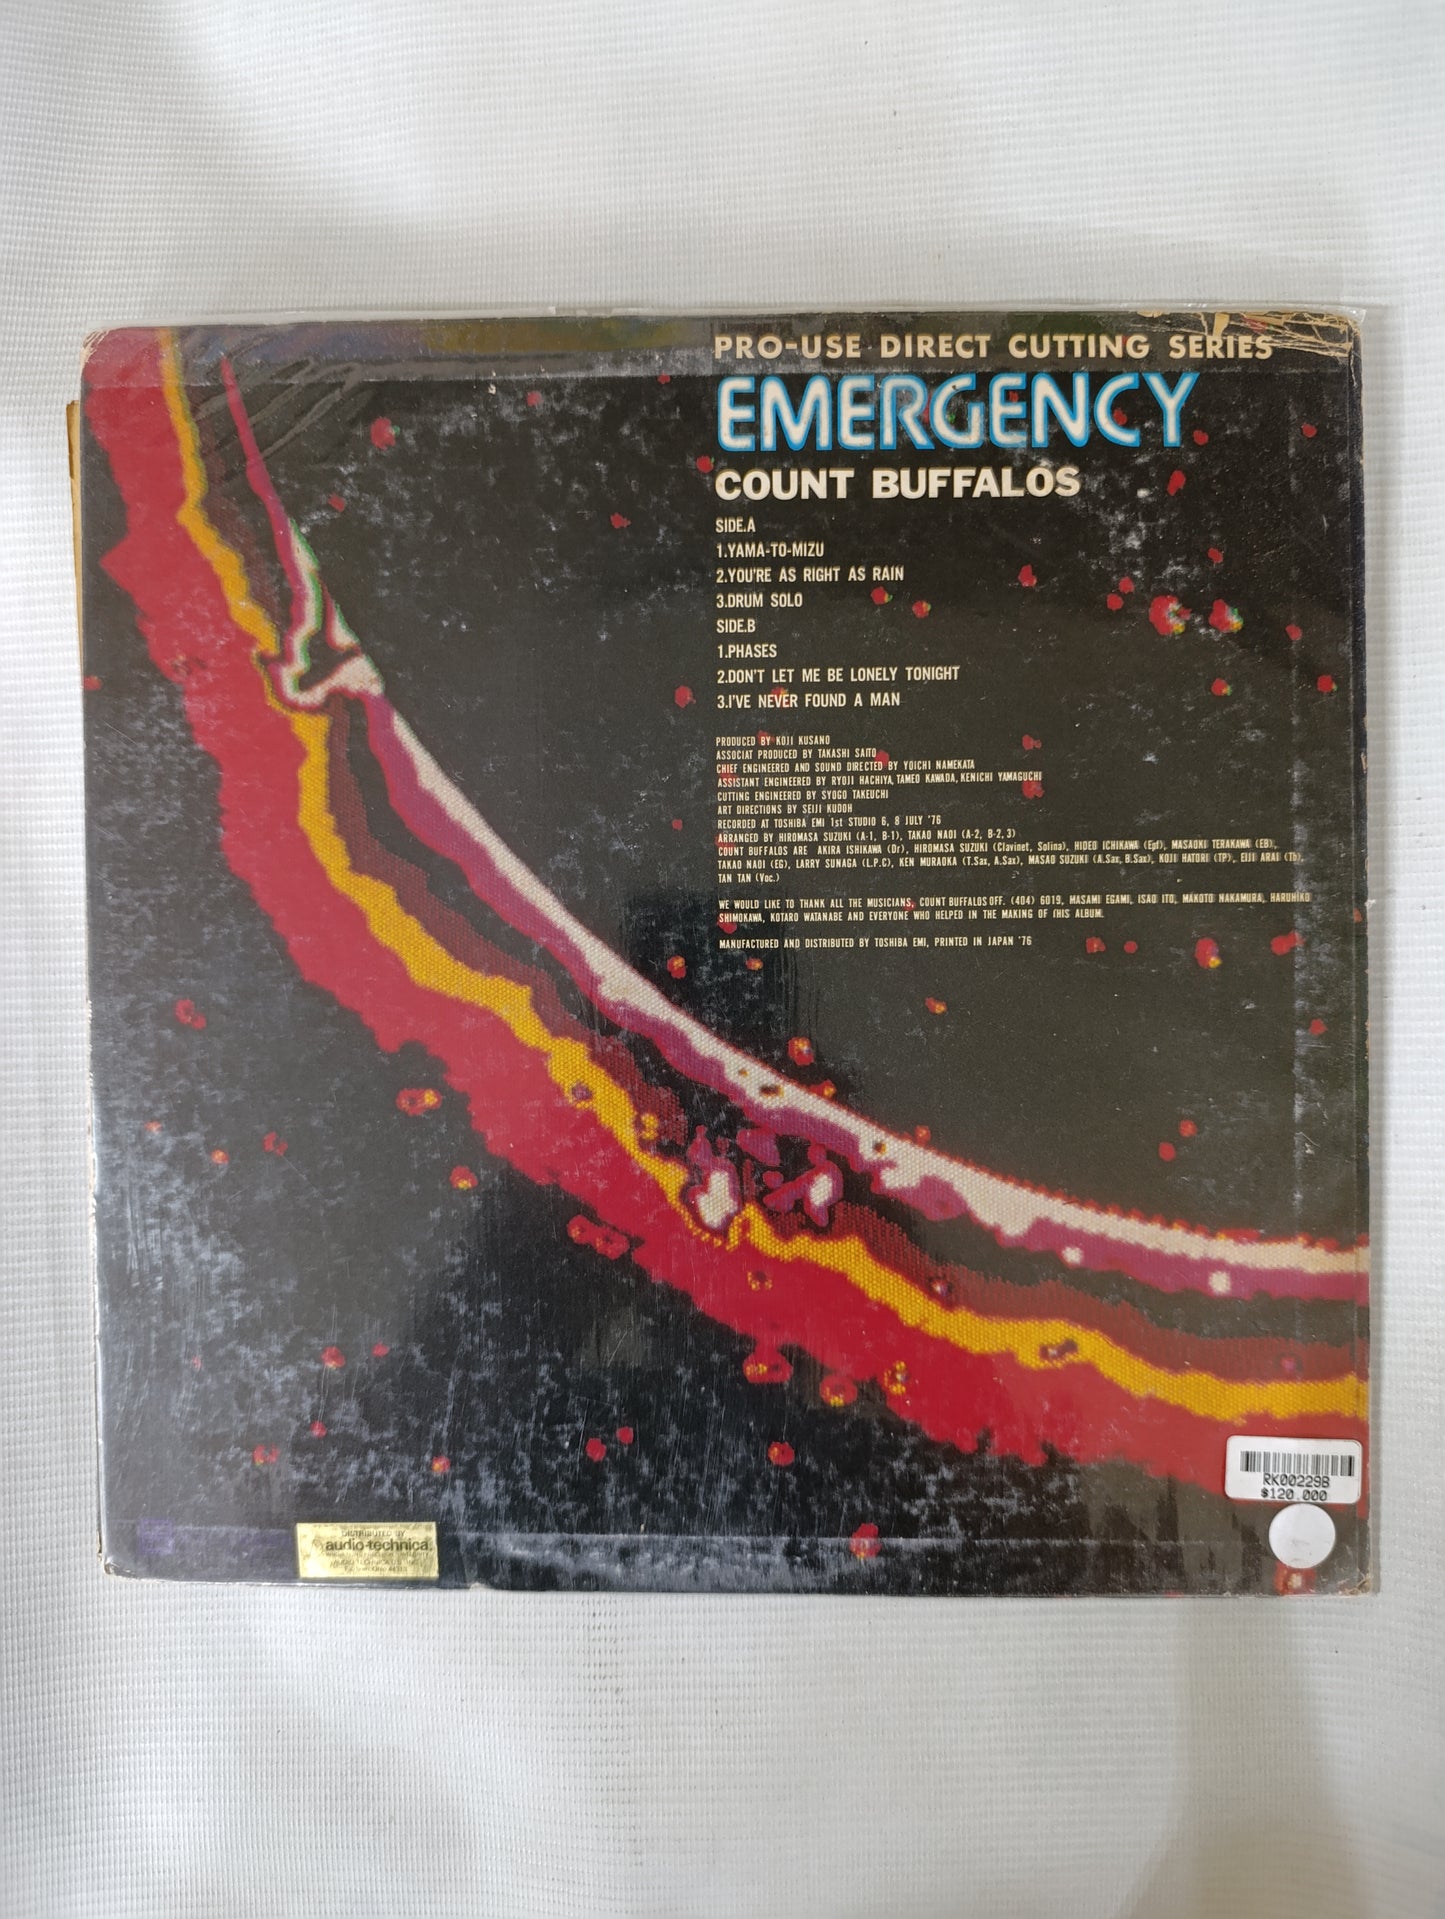 PRO-USE DIRECT CUTTING SERIES
EMERGENCY
COUNT BUFFALOS
SIDE.A
1.YAMA-TO-MIZU
2.YOU'RE AS RIGHT AS RAIN
3.DRUM SOLO
SIDE.B
1.PHASES
2.DON'T LET ME BE LONELY TONIGHT
3.I'VE NEVER FOUND A MAN
PRODUCED BY KOJI KUSANO
ASSOCIAT PRODUCED BY TAKASHI SAITO
CHIEF ENGINEERED AND SOUND DIRECTED BY YOICHI NAMEKATA
ASSISTANT ENGINEERED BY RYOJI HACHIYA, TAMEO KAWADA, KENICHI YAMAGUCHI
CUTTING ENGINEERED BY SYOGO TAKEUCHI
ART DIRECTIONS BY SEIJI KUDOH
RECORDED AT TOSHIBA EMI 1st STUDIO 6, 8 JULY '76
ARRANGED BY HIROMASA SUZUKI (A-1, B-1), TAKAO NAOI (A-2, B-2, 3)
COUNT BUFFALOS ARE AKIRA ISHIKAWA (Dr), HIROMASA SUZUKI (Clavinet, Solina), HIDEO ICHIKAWA (Epf), MASAOKI TERAKAWA (EB),
TAKAO NAOI (EG), LARRY SUNAGA (L.P.C), KEN MURAOKA (T.Sax, A.Sax), MASAO SUZUKI (A.Sax, B.Sax), KOJI HATORI (TP), EIJI ARAI (Tb),
TAN TAN (Voc.)
WE WOULD LIKE TO THANK ALL THE MUSICIANS, COUNT BUFFALOS OFF. (404) 6019, MASAMI EGAMI, ISAO ITO, MAKOTO NAKAMURA, HARUHIKO
SHIMOKAWA, KOTARO WATANABE AND EVERYONE WHO HELPED IN THE MAKING OF THIS ALBUM.
MANUFACTURED AND DISTRIBUTED BY TOSHIBA EMI, PRINTED IN JAPAN '76
RK002298
$120.000
DISTRIBUTED BY
audio-technica.